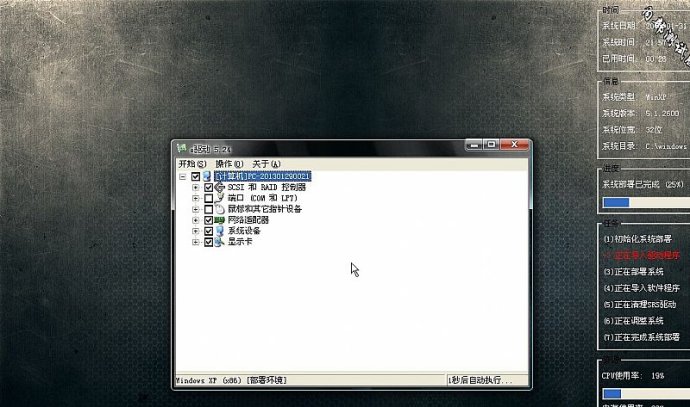 时间
系统日期:
系统时间:
已用时间: 00:26
e驱动 5.24
开始(S) 操作(O) 关于(A)
信息
系统类型: WinXP
系统版本: 5.1.2600
系统位宽: 32位
系统目录: C:\windows
[计算机]PC-201301290021
SCSI 和 RAID 控制器
端口 (COM 和 LPT)
鼠标和其它指针设备
网络适配器
系统设备
显示卡
进度
系统部署已完成 (25%)
任务
(1)初始化系统部署
正在导入驱动程序
(3)正在部署系统
(4)正在导入软件程序
(5)正在清理SRS驱动
(6)正在调整系统
(7)正在完成系统部署
CPU使用率: 19%
Windows XP (x86) [部署环境]
1秒后自动执行...